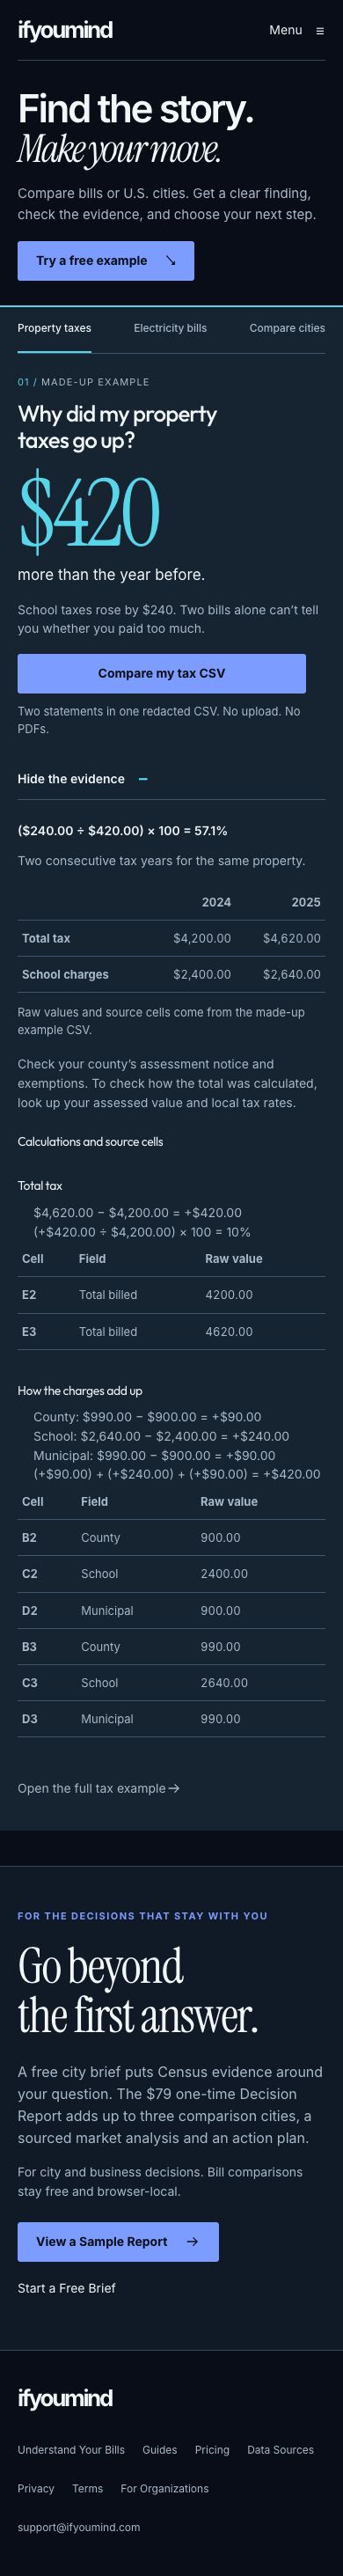 ifyoumind
Menu ≡
Find the story.
Make your move.
Compare bills or U.S. cities. Get a clear finding,
check the evidence, and choose your next step.
Try a free example ↘
Property taxes Electricity bills Compare cities
01 / MADE-UP EXAMPLE
Why did my property
taxes go up?
$420
more than the year before.
School taxes rose by $240. Two bills alone can’t tell
you whether you paid too much.
Compare my tax CSV
Two statements in one redacted CSV. No upload. No
PDFs.
Hide the evidence −
($240.00 ÷ $420.00) × 100 = 57.1%
Two consecutive tax years for the same property.
2024 2025
Total tax $4,200.00 $4,620.00
School charges $2,400.00 $2,640.00
Raw values and source cells come from the made-up
example CSV.
Check your county’s assessment notice and
exemptions. To check how the total was calculated,
look up your assessed value and local tax rates.
Calculations and source cells
Total tax
$4,620.00 − $4,200.00 = +$420.00
(+$420.00 ÷ $4,200.00) × 100 = 10%
Cell Field Raw value
E2 Total billed 4200.00
E3 Total billed 4620.00
How the charges add up
County: $990.00 − $900.00 = +$90.00
School: $2,640.00 − $2,400.00 = +$240.00
Municipal: $990.00 − $900.00 = +$90.00
(+$90.00) + (+$240.00) + (+$90.00) = +$420.00
Cell Field Raw value
B2 County 900.00
C2 School 2400.00
D2 Municipal 900.00
B3 County 990.00
C3 School 2640.00
D3 Municipal 990.00
Open the full tax example →
FOR THE DECISIONS THAT STAY WITH YOU
Go beyond
the first answer.
A free city brief puts Census evidence around
your question. The $79 one-time Decision
Report adds up to three comparison cities, a
sourced market analysis and an action plan.
For city and business decisions. Bill comparisons
stay free and browser-local.
View a Sample Report →
Start a Free Brief
ifyoumind
Understand Your Bills Guides Pricing Data Sources
Privacy Terms For Organizations
support@ifyoumind.com